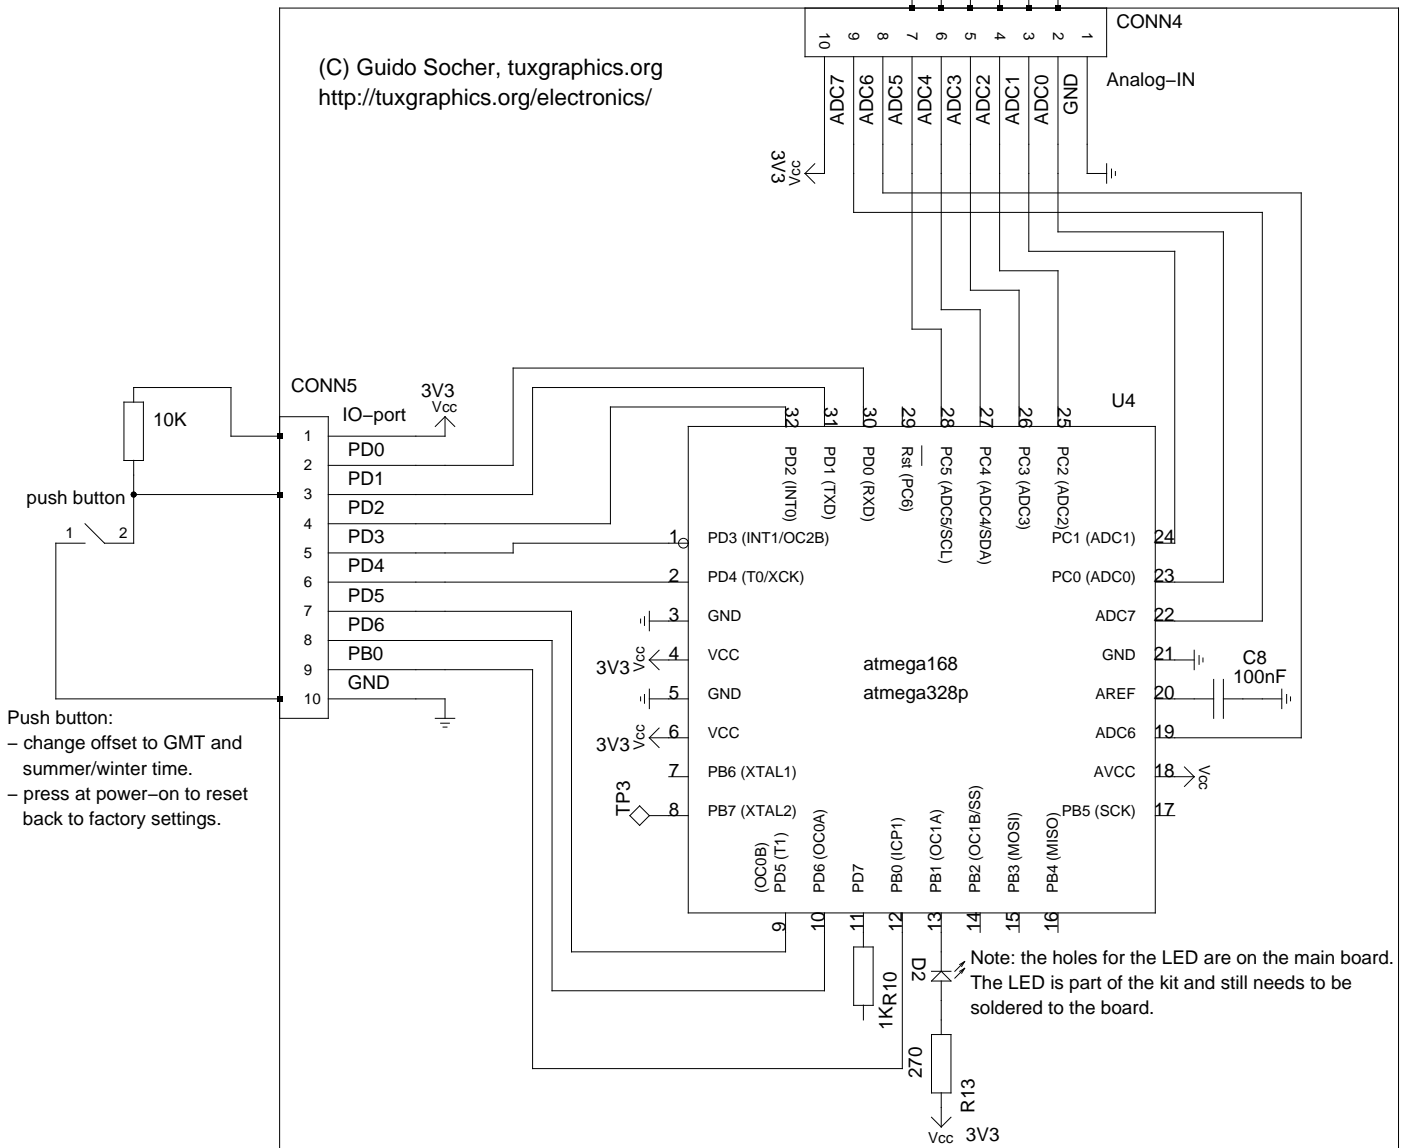 CONN4
10 9 8 7 6 5 4 3 2 1
Analog–IN
(C) Guido Socher, tuxgraphics.org
http://tuxgraphics.org/electronics/
ADC7
ADC6
ADC5
ADC4
ADC3
ADC2
ADC1
ADC0
GND
3V3
Vcc
CONN5
IO–port
3V3
Vcc
10K
push button
1 2
1
PD0
2
PD1
3
PD2
4
PD3
5
PD4
6
PD5
7
PD6
8
PB0
9
GND
10
Push button:
– change offset to GMT and
summer/winter time.
– press at power–on to reset
back to factory settings.
U4
32 31 30 29 28 27 26 25
PD2 (INT0)
PD1 (TXD)
PD0 (RXD)
Rst (PC6)
PC5 (ADC5/SCL)
PC4 (ADC4/SDA)
PC3 (ADC3)
PC2 (ADC2)
1 PD3 (INT1/OC2B)
2 PD4 (T0/XCK)
3 GND
3V3 Vcc 4 VCC
5 GND
3V3 Vcc 6 VCC
7 PB6 (XTAL1)
TP3 8 PB7 (XTAL2)
atmega168
atmega328p
PC1 (ADC1) 24
PC0 (ADC0) 23
ADC7 22
GND 21
AREF 20
C8
100nF
ADC6 19
AVCC 18 Vcc
PB5 (SCK) 17
(OC0B)
PD5 (T1)
PD6 (OC0A)
PD7
PB0 (ICP1)
PB1 (OC1A)
PB2 (OC1B/SS)
PB3 (MOSI)
PB4 (MISO)
9 10 11 12 13 14 15 16
1K R10
D2
Note: the holes for the LED are on the main board.
The LED is part of the kit and still needs to be
soldered to the board.
270
R13
Vcc 3V3